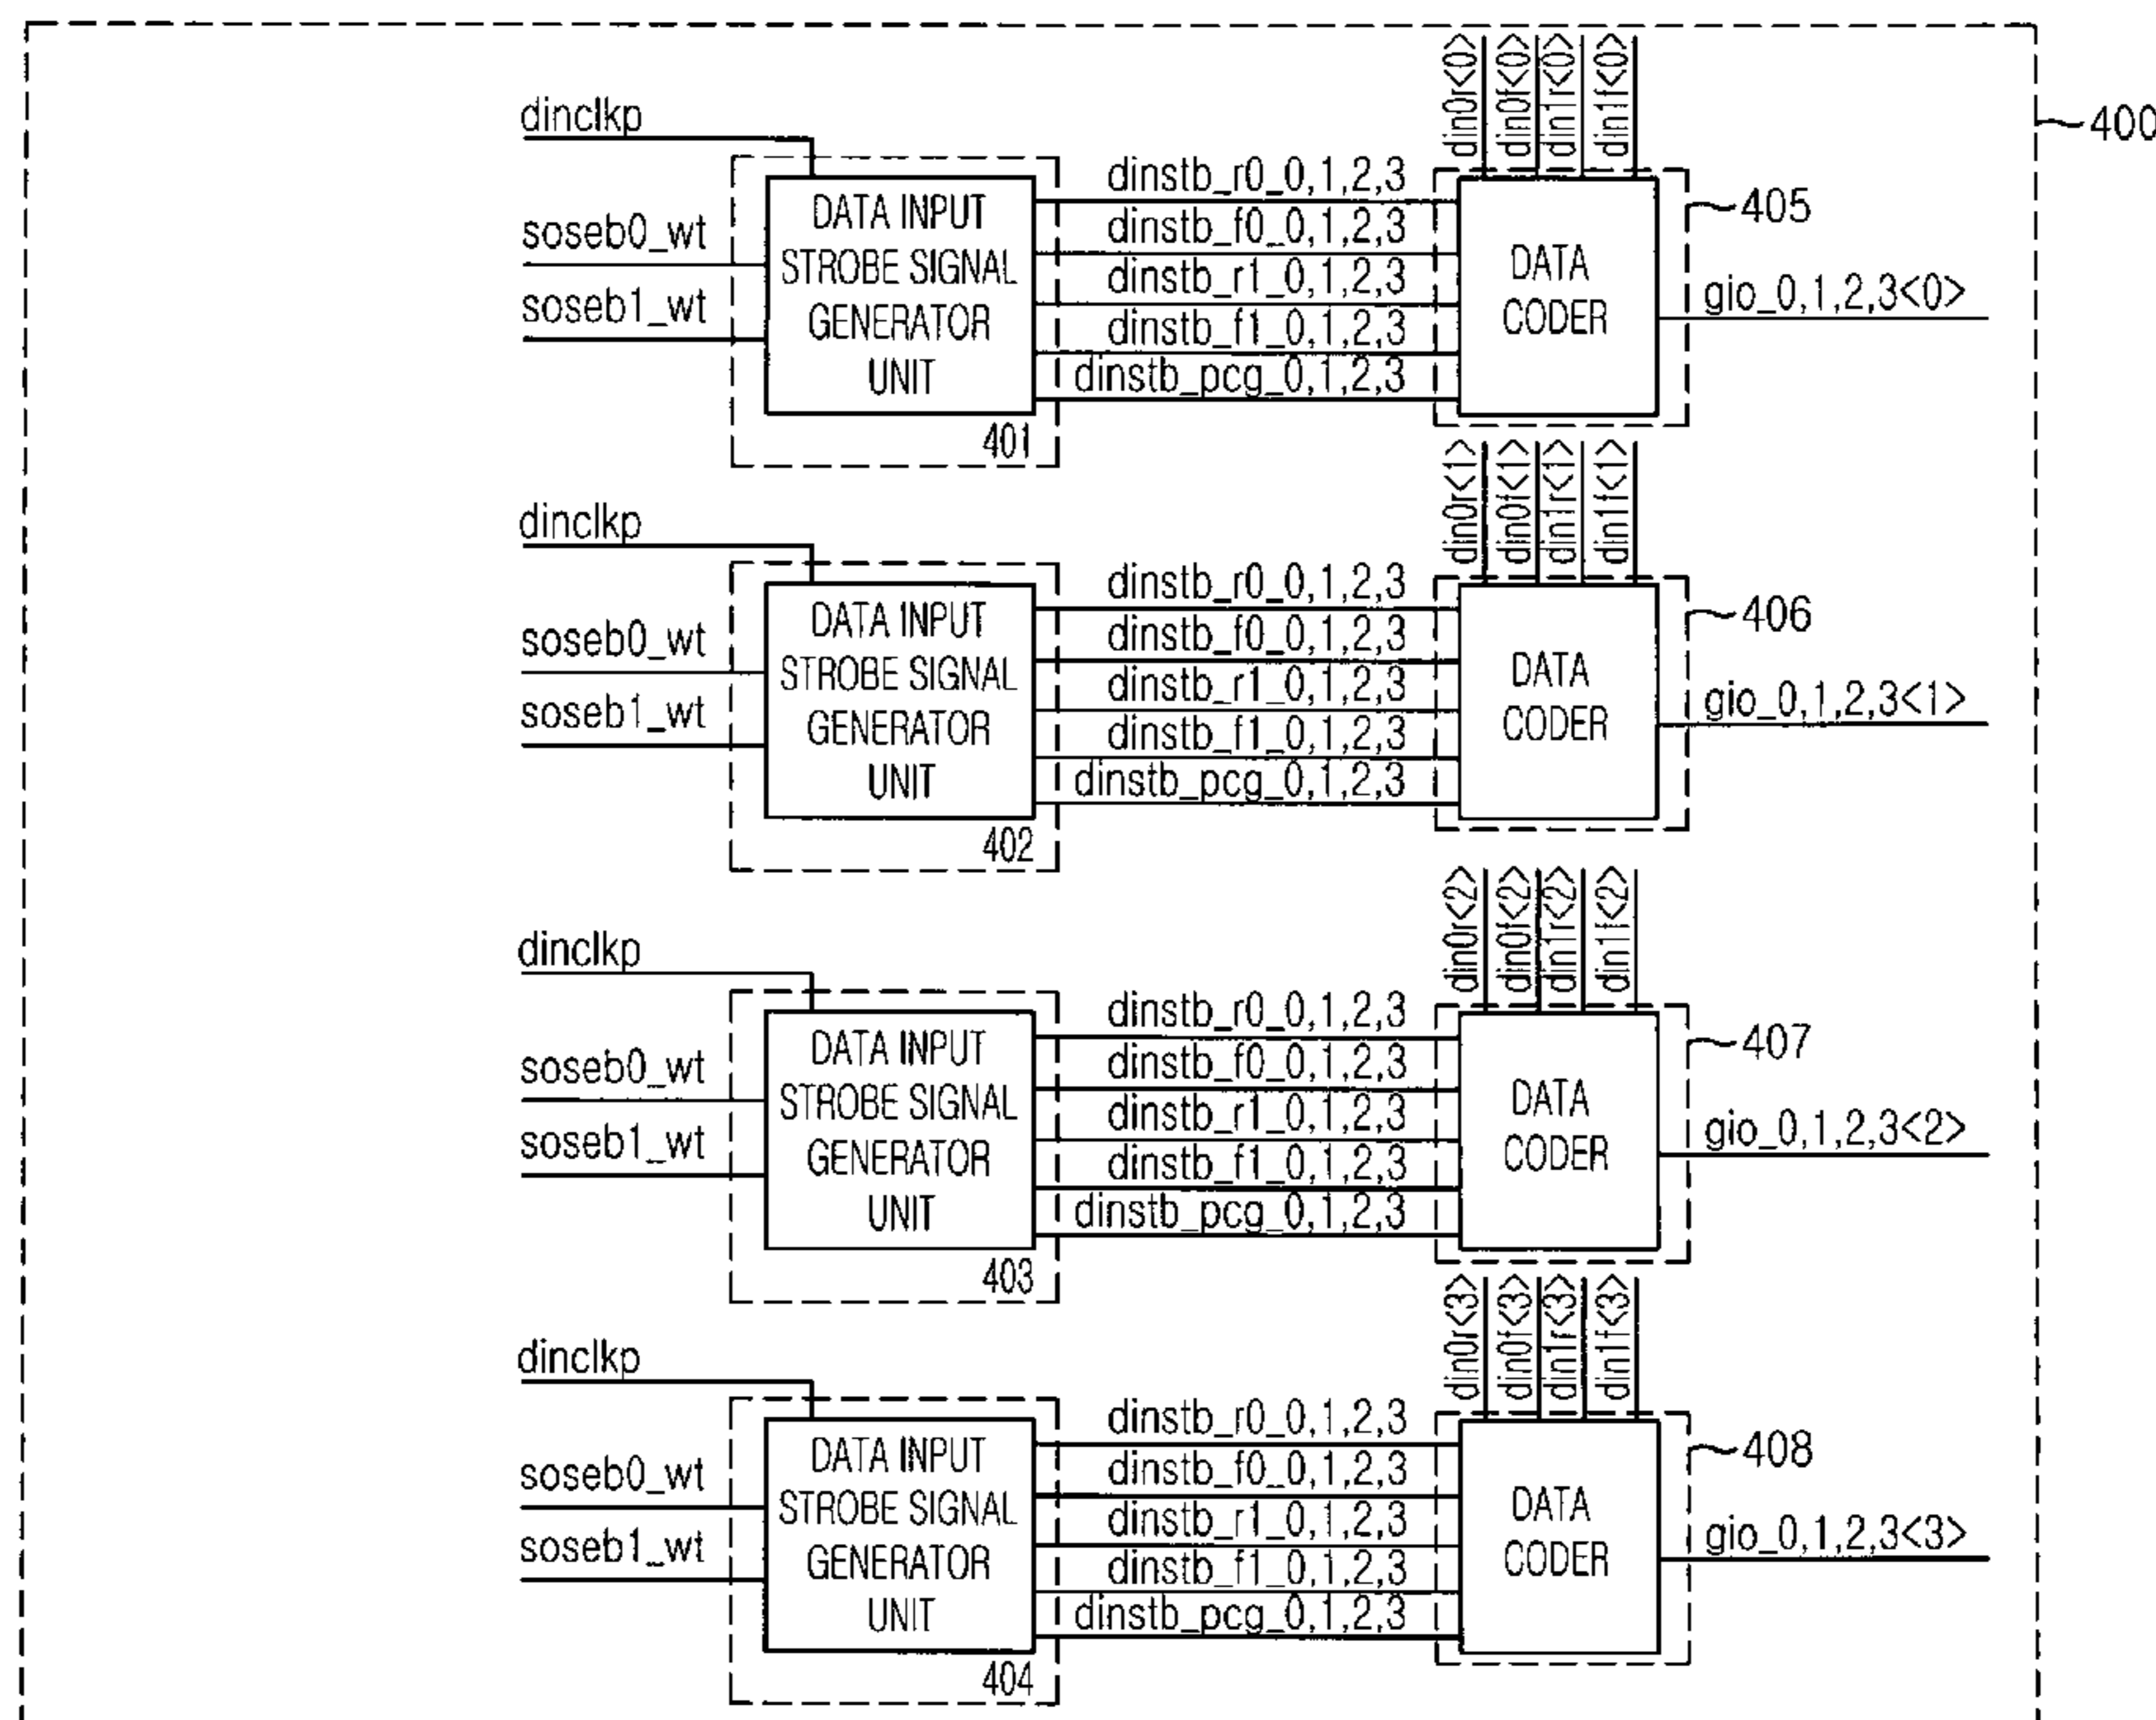 400
dinclkp
soseb0_wt
soseb1_wt
DATA INPUT
STROBE SIGNAL
GENERATOR
UNIT
401
dinstb_r0_0,1,2,3
dinstb_f0_0,1,2,3
dinstb_r1_0,1,2,3
dinstb_f1_0,1,2,3
dinstb_pcg_0,1,2,3
din0r<0>
din0f<0>
din1r<0>
din1f<0>
DATA
CODER
405
gio_0,1,2,3<0>
dinclkp
soseb0_wt
soseb1_wt
DATA INPUT
STROBE SIGNAL
GENERATOR
UNIT
402
dinstb_r0_0,1,2,3
dinstb_f0_0,1,2,3
dinstb_r1_0,1,2,3
dinstb_f1_0,1,2,3
dinstb_pcg_0,1,2,3
din0r<1>
din0f<1>
din1r<1>
din1f<1>
DATA
CODER
406
gio_0,1,2,3<1>
dinclkp
soseb0_wt
soseb1_wt
DATA INPUT
STROBE SIGNAL
GENERATOR
UNIT
403
dinstb_r0_0,1,2,3
dinstb_f0_0,1,2,3
dinstb_r1_0,1,2,3
dinstb_f1_0,1,2,3
dinstb_pcg_0,1,2,3
din0r<2>
din0f<2>
din1r<2>
din1f<2>
DATA
CODER
407
gio_0,1,2,3<2>
dinclkp
soseb0_wt
soseb1_wt
DATA INPUT
STROBE SIGNAL
GENERATOR
UNIT
404
dinstb_r0_0,1,2,3
dinstb_f0_0,1,2,3
dinstb_r1_0,1,2,3
dinstb_f1_0,1,2,3
dinstb_pcg_0,1,2,3
din0r<3>
din0f<3>
din1r<3>
din1f<3>
DATA
CODER
408
gio_0,1,2,3<3>